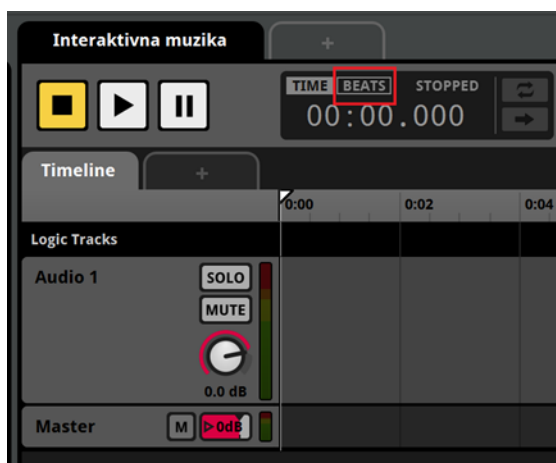 Interaktivna muzika
+
TIME BEATS STOPPED
00:00.000
Timeline +
0:00 0:02 0:04
Logic Tracks
Audio 1 SOLO
MUTE
0.0 dB
Master M 0dB